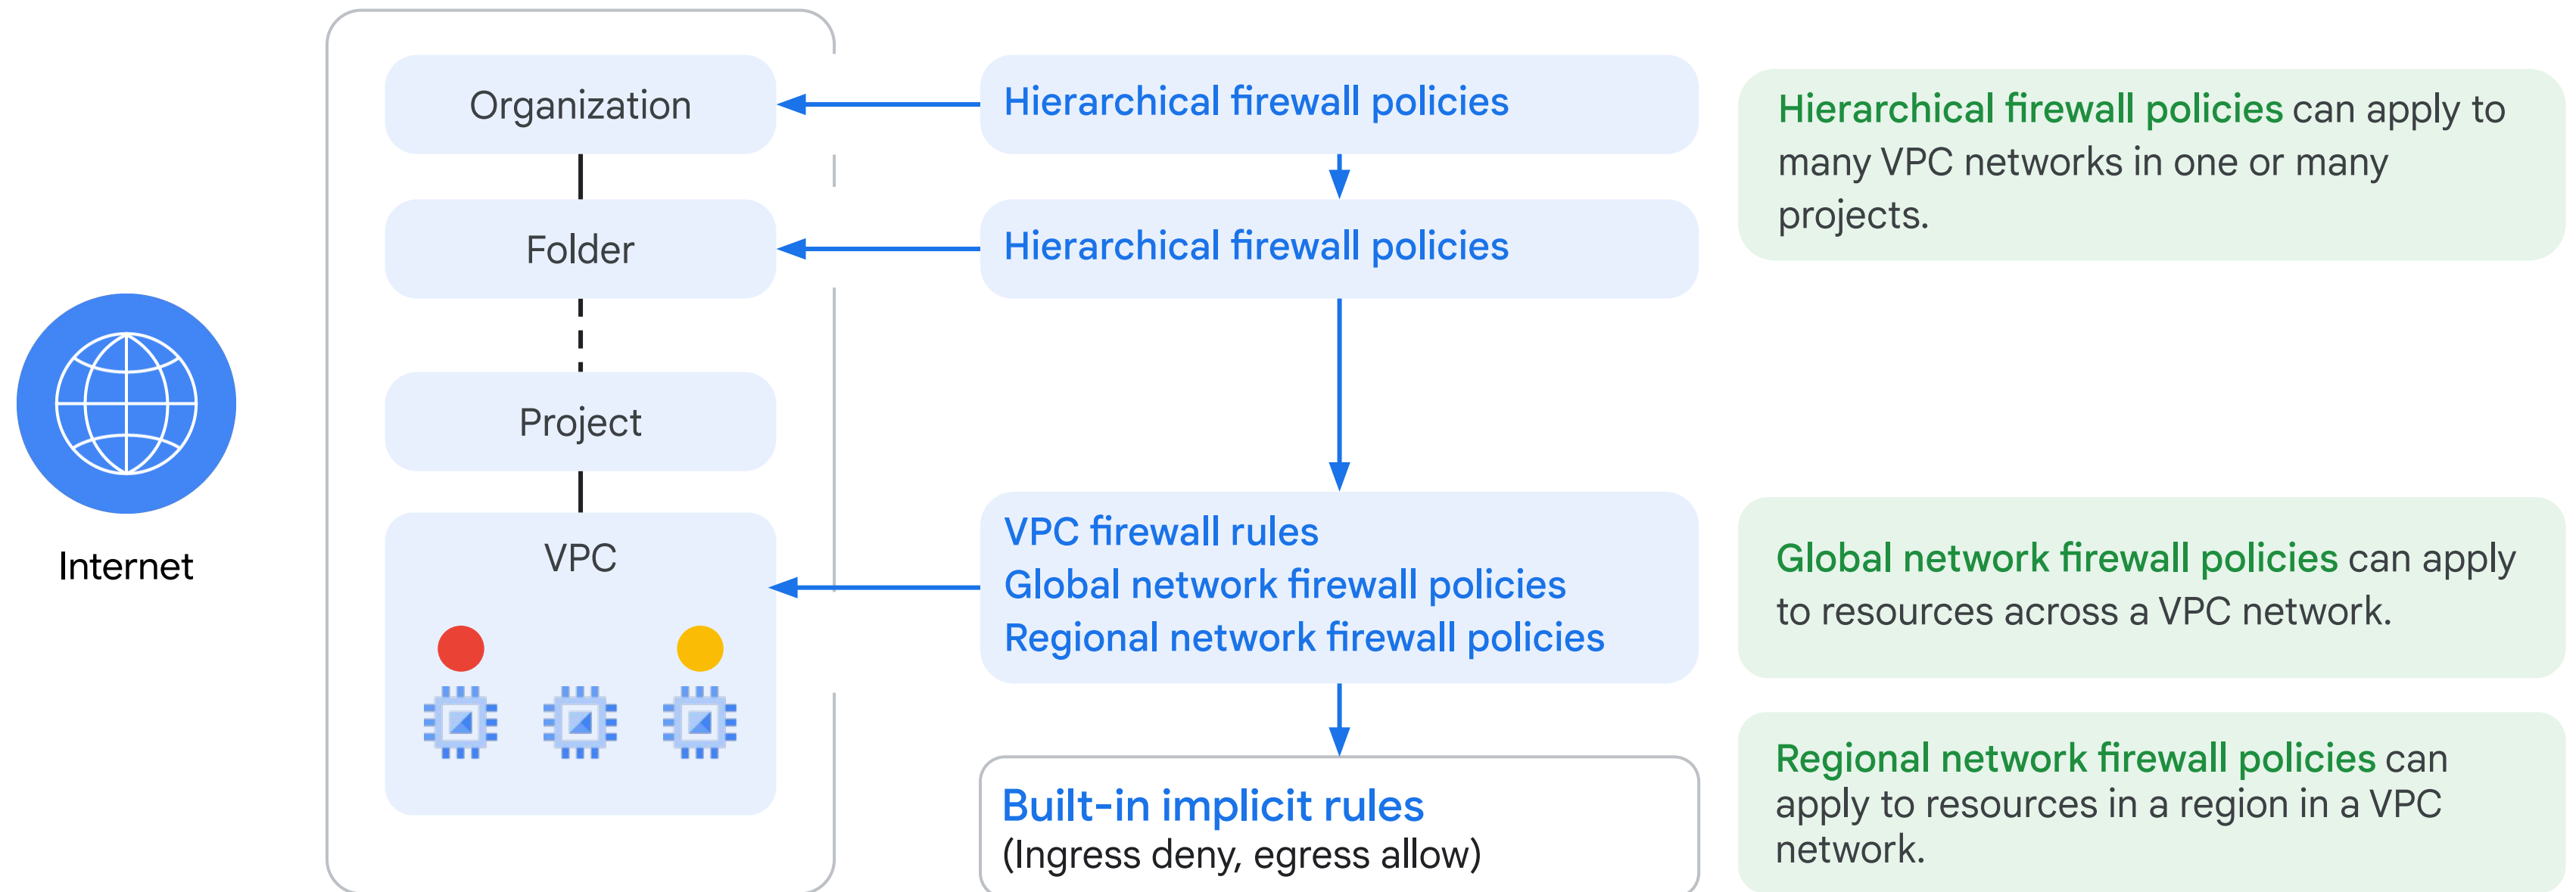 Internet
Organization
Folder
Project
VPC
Hierarchical firewall policies
Hierarchical firewall policies
VPC firewall rules
Global network firewall policies
Regional network firewall policies
Built-in implicit rules
(Ingress deny, egress allow)
Hierarchical firewall policies can apply to
many VPC networks in one or many
projects.
Global network firewall policies can apply
to resources across a VPC network.
Regional network firewall policies can
apply to resources in a region in a VPC
network.